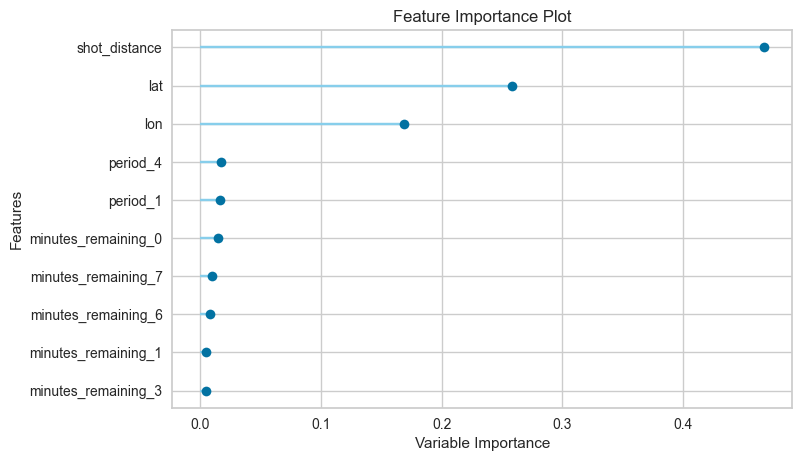 Feature Importance Plot
Features
shot_distance
lat
lon
period_4
period_1
minutes_remaining_0
minutes_remaining_7
minutes_remaining_6
minutes_remaining_1
minutes_remaining_3
0.0 0.1 0.2 0.3 0.4
Variable Importance